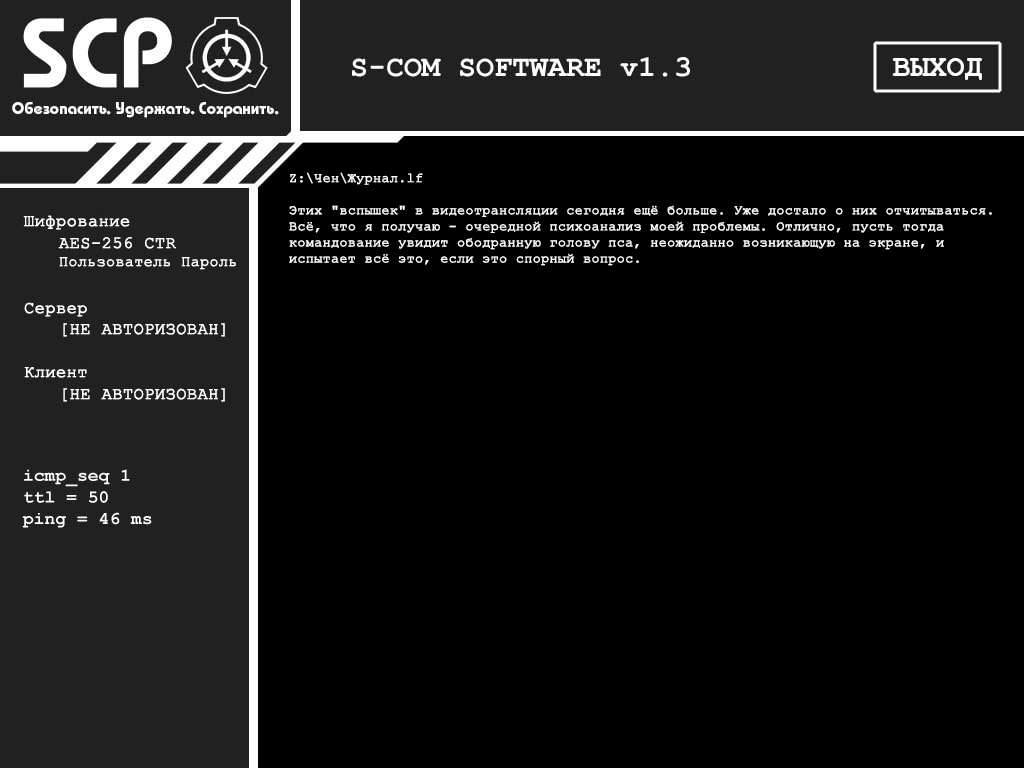 SCP
Обезопасить. Удержать. Сохранить.
S-COM SOFTWARE v1.3
ВЫХОД
Z:\Чен\Журнал.lf
Этих "вспышек" в видеотрансляции сегодня ещё больше. Уже достало о них отчитываться.
Всё, что я получаю - очередной психоанализ моей проблемы. Отлично, пусть тогда
командование увидит ободранную голову пса, неожиданно возникающую на экране, и
испытает всё это, если это спорный вопрос.
Шифрование
AES-256 CTR
Пользователь Пароль
Сервер
[НЕ АВТОРИЗОВАН]
Клиент
[НЕ АВТОРИЗОВАН]
icmp_seq 1
ttl = 50
ping = 46 ms